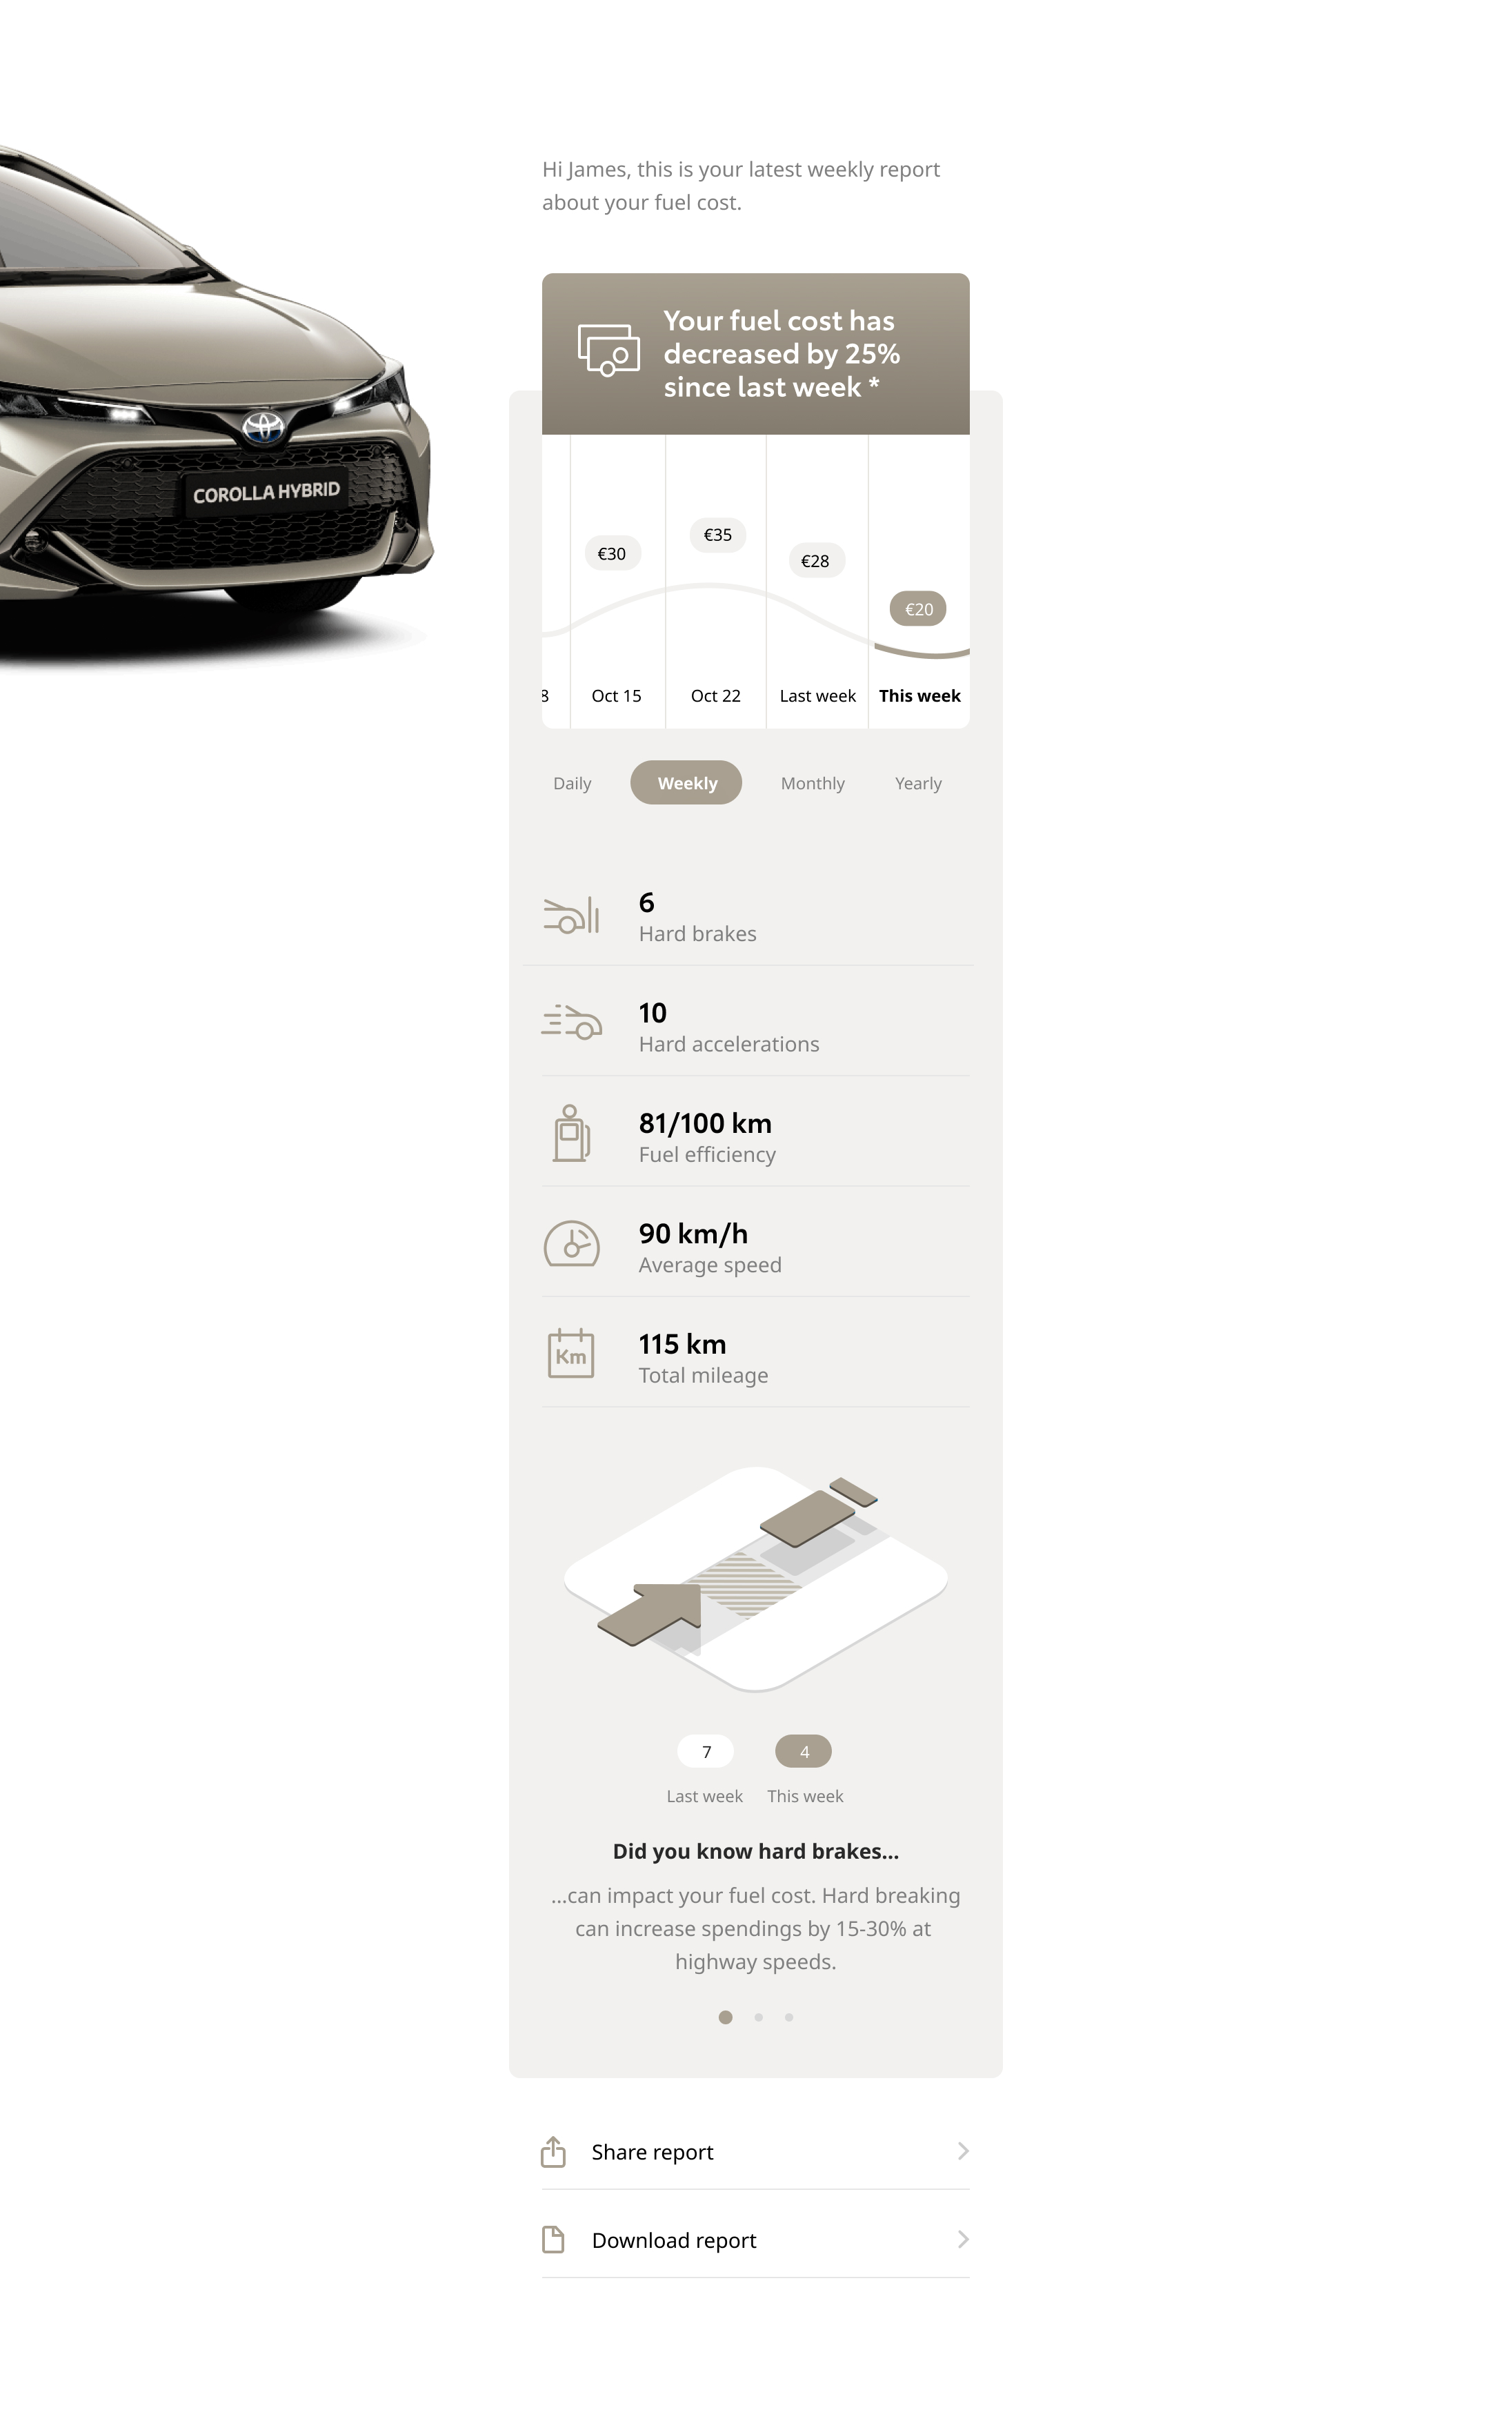 Hi James, this is your latest weekly report
about your fuel cost.
Your fuel cost has
decreased by 25%
since last week *
COROLLA HYBRID
€30
€35
€28
€20
8
Oct 15
Oct 22
Last week
This week
Daily
Weekly
Monthly
Yearly
6
Hard brakes
10
Hard accelerations
81/100 km
Fuel efficiency
90 km/h
Average speed
115 km
Km
Total mileage
7
4
Last week
This week
Did you know hard brakes...
...can impact your fuel cost. Hard breaking
can increase spendings by 15-30% at
highway speeds.
Share report
Download report